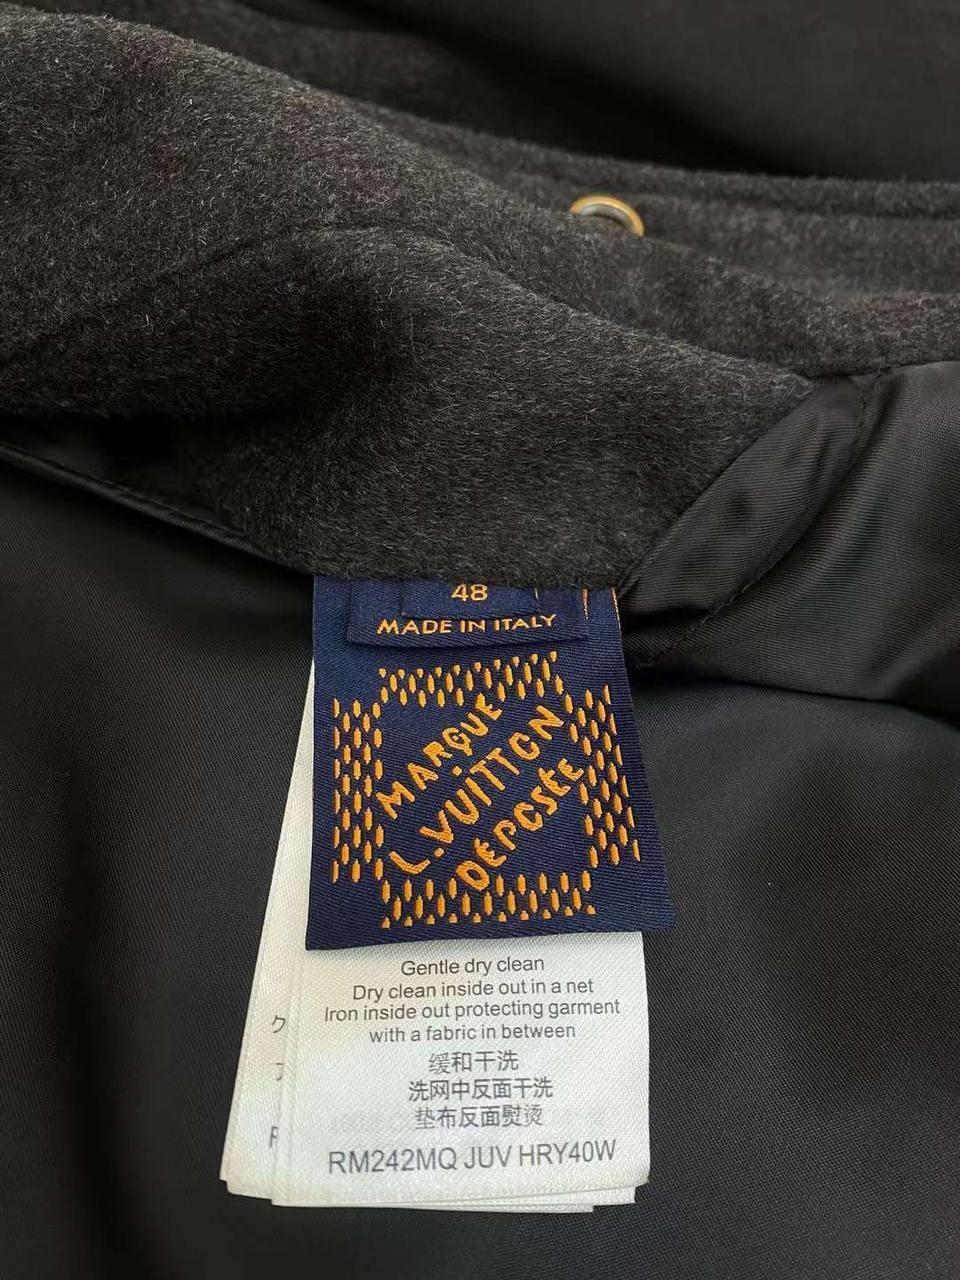 48
MADE IN ITALY
MARQUE
L.VUITTON
DÉPOSÉE
Gentle dry clean
Dry clean inside out in a net
Iron inside out protecting garment
with a fabric in between
缓和干洗
洗网中反面干洗
垫布反面熨烫
RM242MQ JUV HRY40W
ク